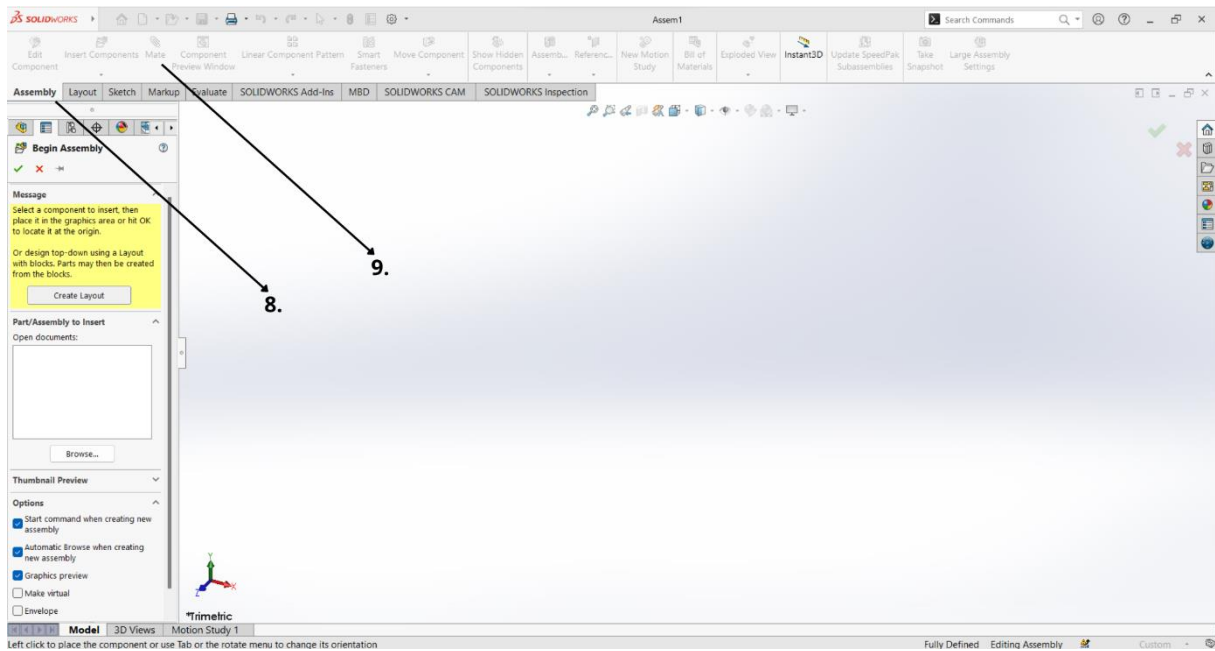 SOLIDWORKS
Assem1
Search Commands
Edit Component
Insert Components
Mate
Component Preview Window
Linear Component Pattern
Smart Fasteners
Move Component
Show Hidden Components
Assemb...
Referenc...
New Motion Study
Bill of Materials
Exploded View
Instant3D
Update SpeedPak Subassemblies
Take Snapshot
Large Assembly Settings
Assembly Layout Sketch Markup Evaluate SOLIDWORKS Add-Ins MBD SOLIDWORKS CAM SOLIDWORKS Inspection
Begin Assembly
Message
Select a component to insert, then
place it in the graphics area or hit OK
to locate it at the origin.
Or design top-down using a Layout
with blocks. Parts may then be created
from the blocks.
Create Layout
9.
8.
Part/Assembly to Insert
Open documents:
Browse...
Thumbnail Preview
Options
Start command when creating new
assembly
Automatic Browse when creating
new assembly
Graphics preview
Make virtual
Envelope
Y
X
Z
*Trimetric
Model 3D Views Motion Study 1
Left click to place the component or use Tab or the rotate menu to change its orientation
Fully Defined Editing Assembly Custom